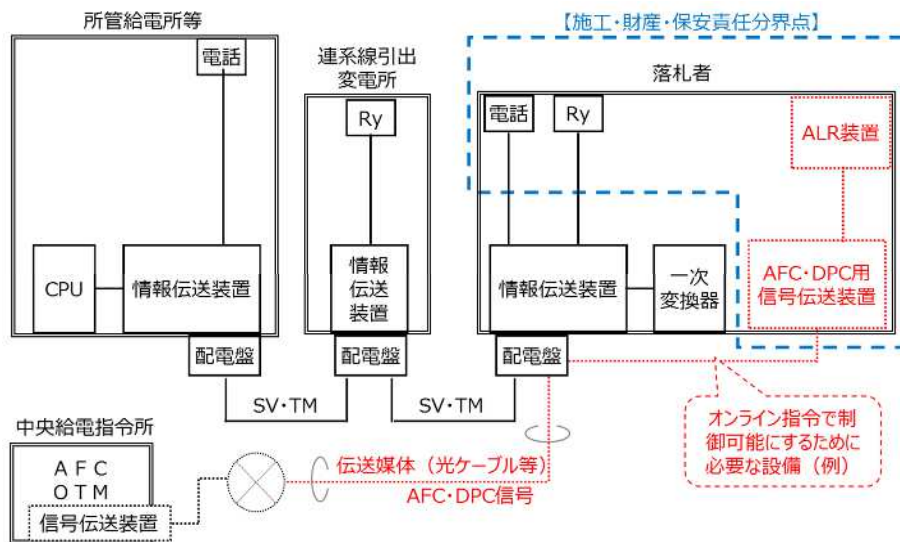 所管給電所等
電話
CPU
情報伝送装置
配電盤
連系線引出
変電所
Ry
情報
伝送
装置
配電盤
【施工・財産・保安責任分界点】
落札者
電話
Ry
ALR装置
情報伝送装置
一次
変換器
AFC・DPC用
信号伝送装置
配電盤
SV・TM
SV・TM
オンライン指令で制
御可能にするために
必要な設備（例）
中央給電指令所
ＡＦＣ
ＯＴＭ
信号伝送装置
伝送媒体（光ケーブル等）
AFC・DPC信号